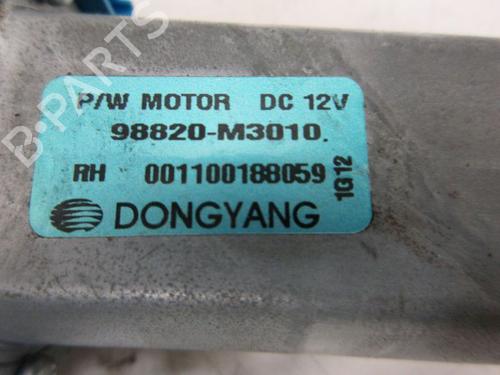 P/W MOTOR DC 12V
98820-M3010.
RH 001100188059
1G12
DONGYANG
B-PARTS